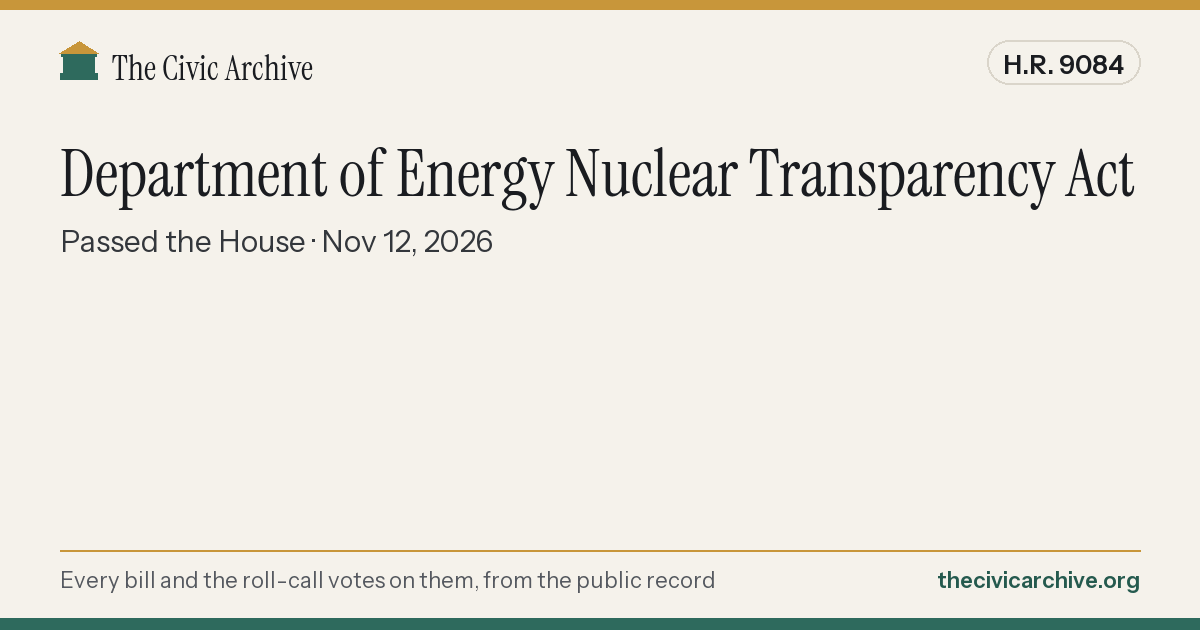 The Civic Archive
H.R. 9084
Department of Energy Nuclear Transparency Act
Passed the House · Nov 12, 2026
Every bill and the roll-call votes on them, from the public record
thecivicarchive.org